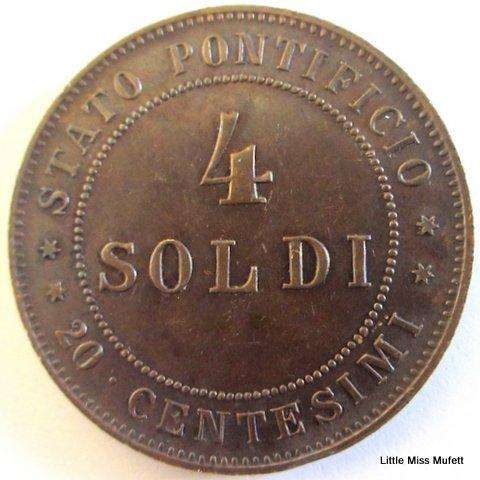 STATO PONTIFICIO
4
SOLDI
20 · CENTESIMI
Little Miss Mufett